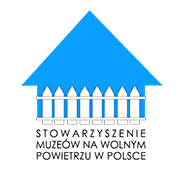 STOWARZYSZENIE
MUZEÓW NA WOLNYM
POWIETRZU W POLSCE